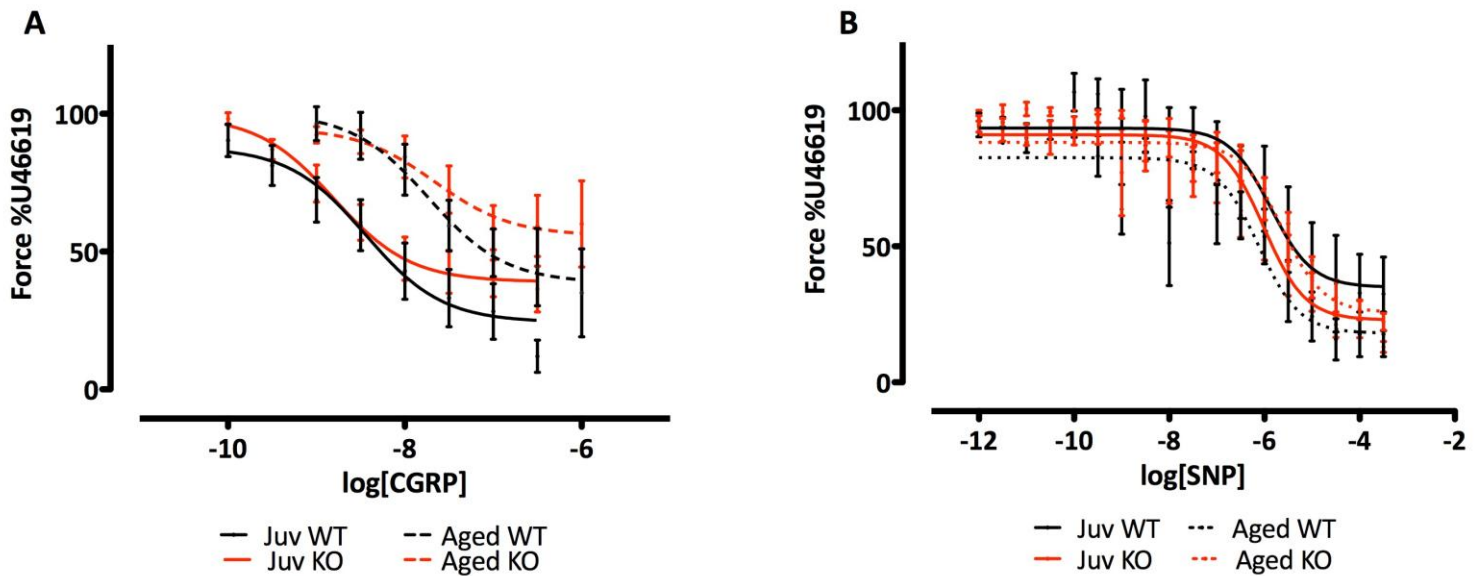 A
Force %U46619
100
50
0
-10
-8
-6
log[CGRP]
Juv WT
Aged WT
Juv KO
Aged KO
B
Force %U46619
100
50
0
-12
-10
-8
-6
-4
-2
log[SNP]
Juv WT
Aged WT
Juv KO
Aged KO